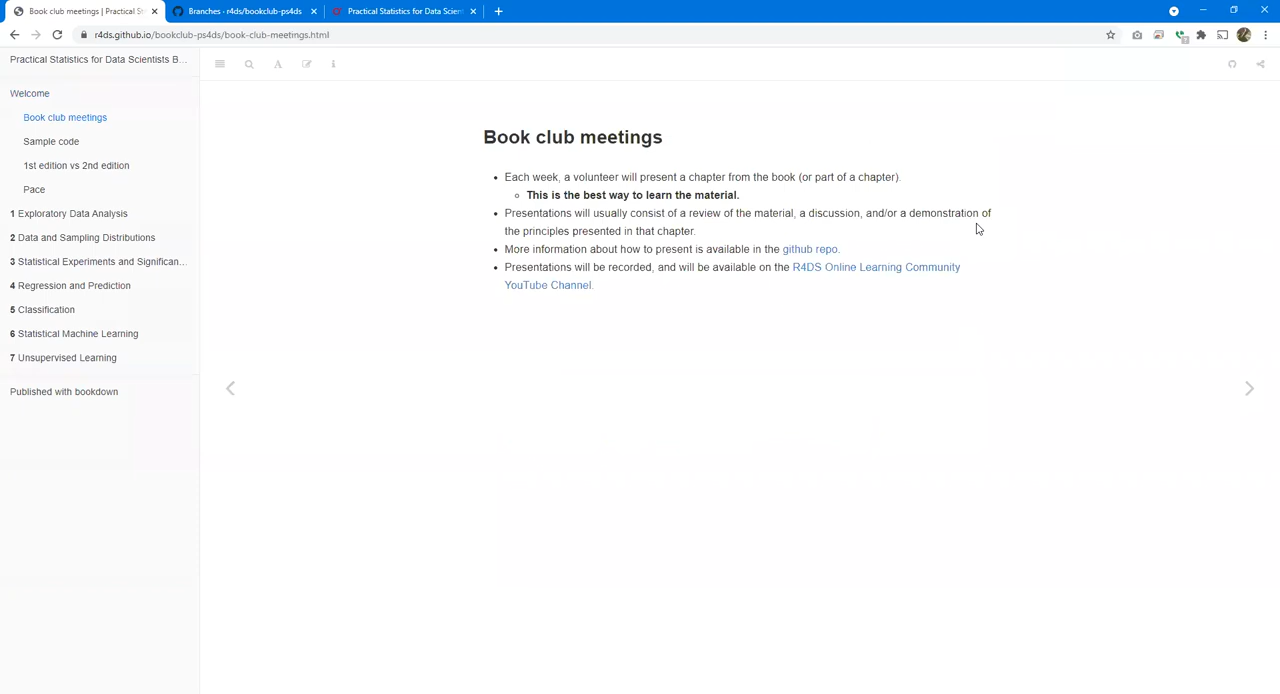 Book club meetings | Practical St
Branches · r4ds/bookclub-ps4ds
Practical Statistics for Data Scient
r4ds.github.io/bookclub-ps4ds/book-club-meetings.html
Practical Statistics for Data Scientists B...
Welcome
Book club meetings
Sample code
1st edition vs 2nd edition
Pace
1 Exploratory Data Analysis
2 Data and Sampling Distributions
3 Statistical Experiments and Significan...
4 Regression and Prediction
5 Classification
6 Statistical Machine Learning
7 Unsupervised Learning
Published with bookdown
Book club meetings
Each week, a volunteer will present a chapter from the book (or part of a chapter).
This is the best way to learn the material.
Presentations will usually consist of a review of the material, a discussion, and/or a demonstration of
the principles presented in that chapter.
More information about how to present is available in the github repo.
Presentations will be recorded, and will be available on the R4DS Online Learning Community
YouTube Channel.